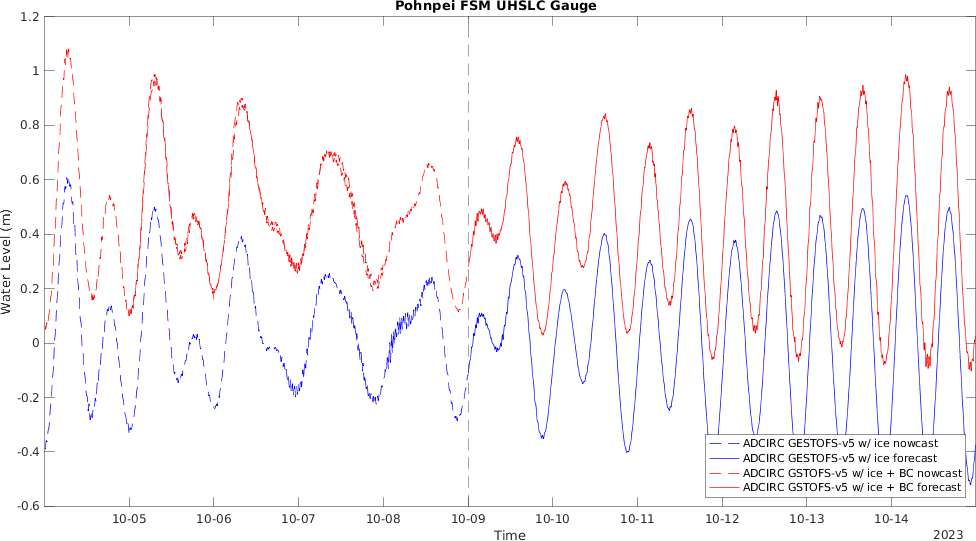 Pohnpei FSM UHSLC Gauge
1.2
1
0.8
0.6
0.4
0.2
0
-0.2
-0.4
-0.6
Water Level (m)
ADCIRC GESTOFS-v5 w/ ice nowcast
ADCIRC GESTOFS-v5 w/ ice forecast
ADCIRC GSTOFS-v5 w/ ice + BC nowcast
ADCIRC GSTOFS-v5 w/ ice + BC forecast
10-05 10-06 10-07 10-08 10-09 10-10 10-11 10-12 10-13 10-14
Time
2023